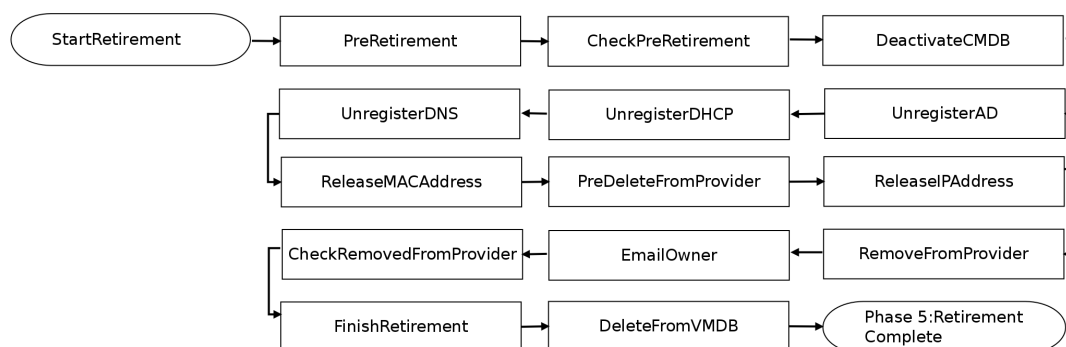 StartRetirement
PreRetirement
CheckPreRetirement
DeactivateCMDB
UnregisterDNS
UnregisterDHCP
UnregisterAD
ReleaseMACAddress
PreDeleteFromProvider
ReleaseIPAddress
CheckRemovedFromProvider
EmailOwner
RemoveFromProvider
FinishRetirement
DeleteFromVMDB
Phase 5:Retirement
Complete